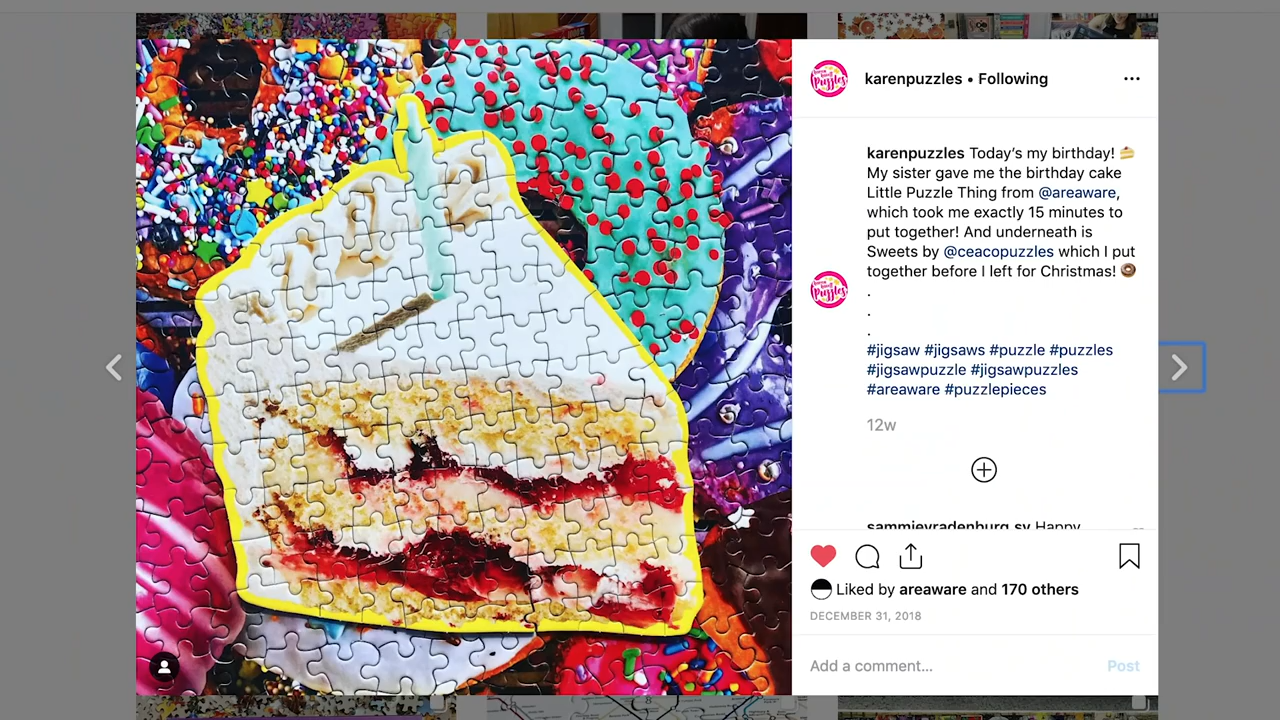 karenpuzzles • Following
karenpuzzles Today's my birthday! 🍰
My sister gave me the birthday cake
Little Puzzle Thing from @areaware,
which took me exactly 15 minutes to
put together! And underneath is
Sweets by @ceacopuzzles which I put
together before I left for Christmas! 🍩
.
.
.
#jigsaw #jigsaws #puzzle #puzzles
#jigsawpuzzle #jigsawpuzzles
#areaware #puzzlepieces
12w
sammievradenburg_sv Happy
Liked by areaware and 170 others
DECEMBER 31, 2018
Add a comment... Post